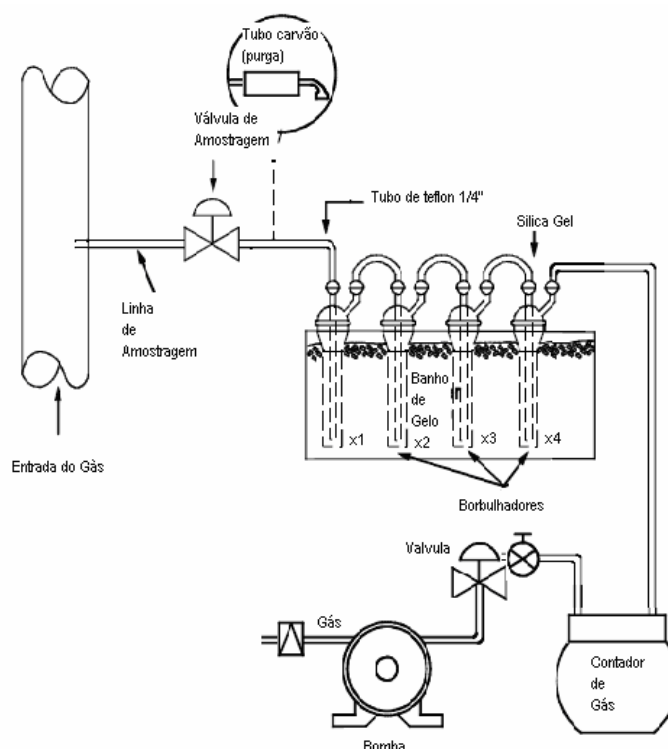 Tubo carvão
(purga)
Válvula de
Amostragem
Tubo de teflon 1/4"
Silica Gel
Linha
de
Amostragem
Banho
de
Gelo
x1
x2
x3
x4
Entrada do Gàs
Borbulhadores
Valvula
Gás
Contador
de
Gás
Bomba